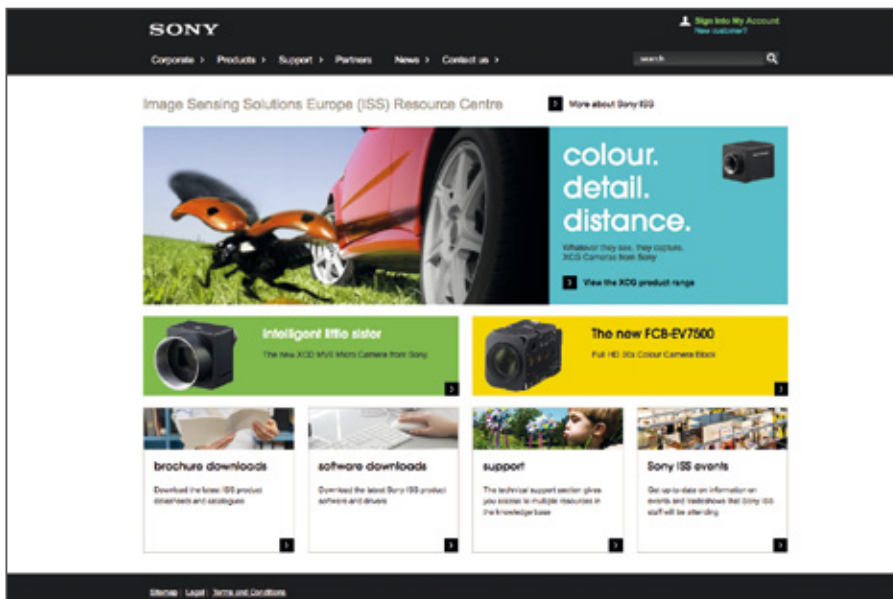 SONY
Sign Into My Account
New customer?
Corporate > Products > Support > Partners News > Contact us >
search
Image Sensing Solutions Europe (ISS) Resource Centre
More about Sony ISS
colour.
detail.
distance.
Whatever they see, they capture.
XCG Cameras from Sony
View the XCG product range
Intelligent little sister
The new XCD MV6 Micro Camera from Sony.
The new FCB-EV7500
Full HD 30x Colour Camera Block
brochure downloads
Download the latest ISS product
datasheets and catalogues
software downloads
Download the latest Sony ISS product
software and drivers
support
The technical support section gives
you access to multiple resources in
the knowledge base
Sony ISS events
Get up-to-date on information on
events and tradeshows that Sony ISS
staff will be attending
Sitemap | Legal | Terms and Conditions